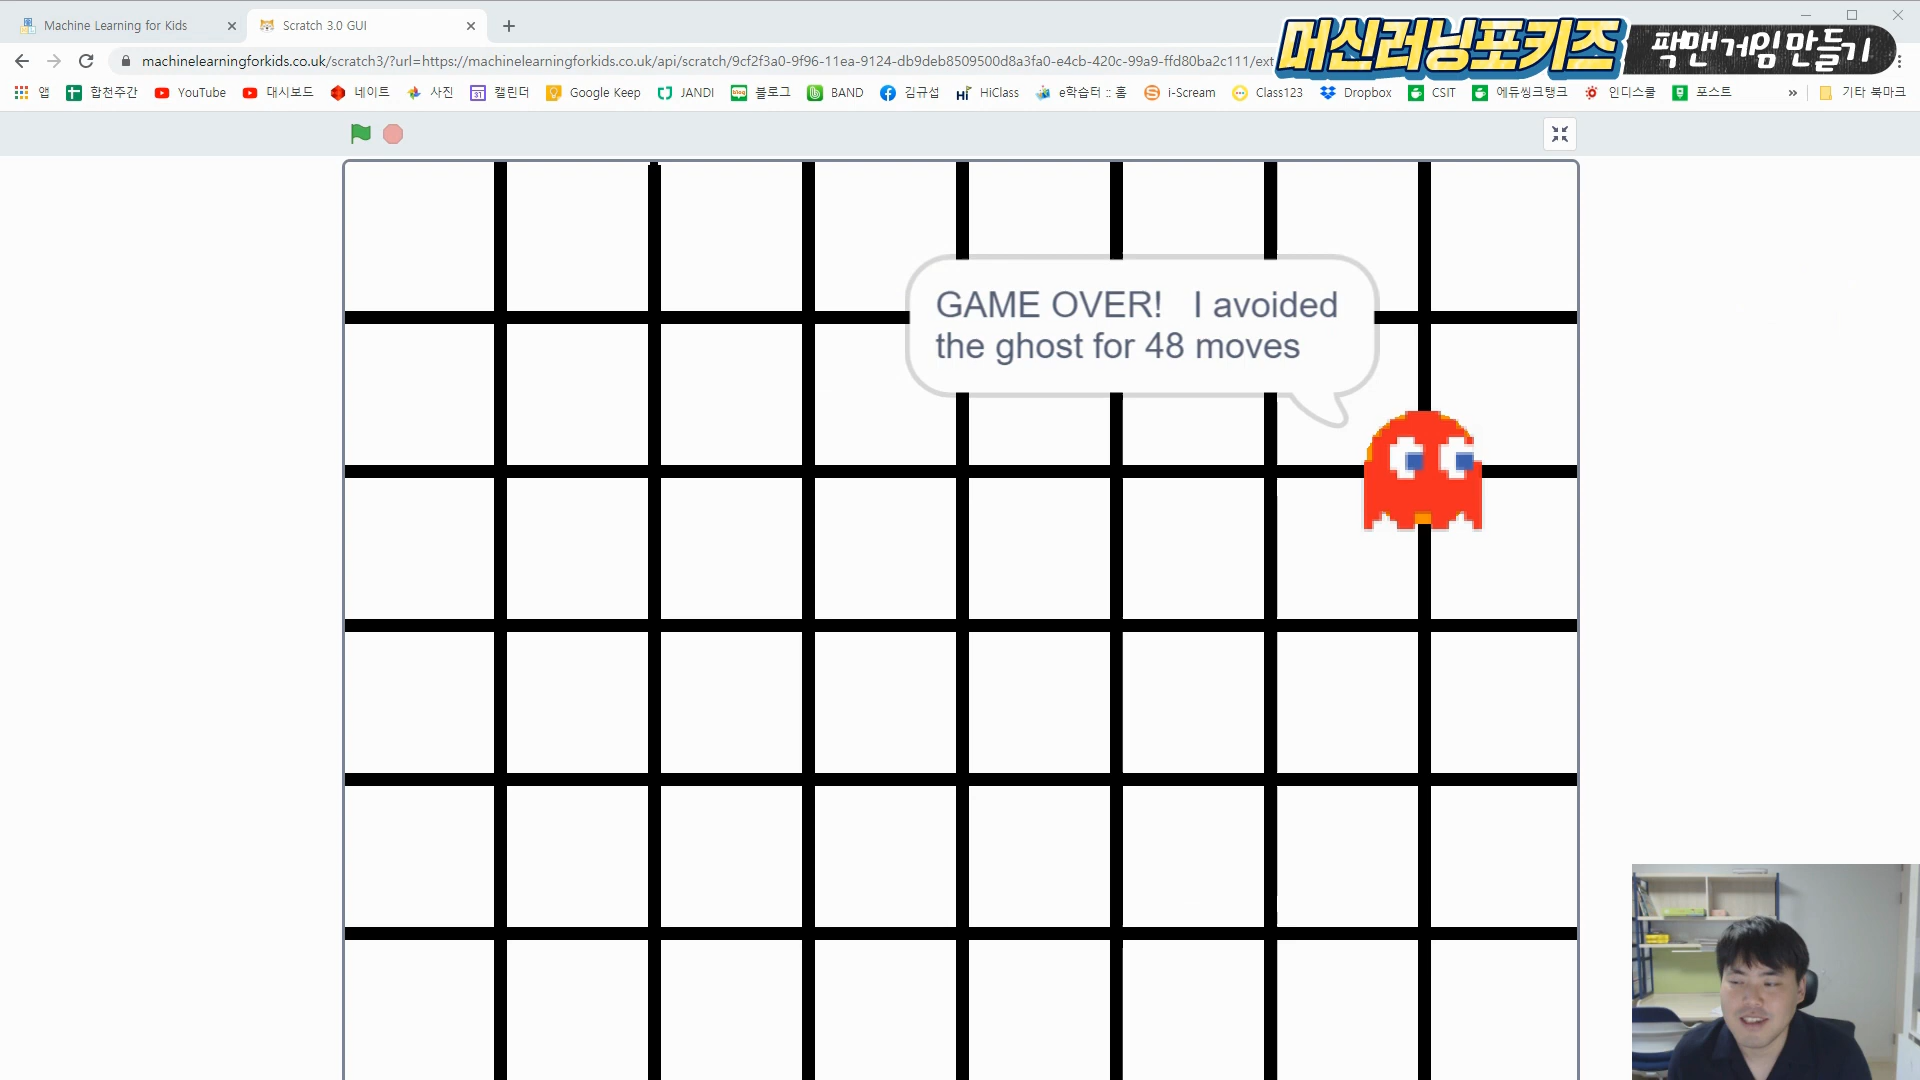 Machine Learning for Kids
Scratch 3.0 GUI
머신러닝포키즈
팩맨게임만들기
machinelearningforkids.co.uk/scratch3/?url=https://machinelearningforkids.co.uk/api/scratch/9cf2f3a0-9f96-11ea-9124-db9deb8509500d8a3fa0-e4cb-420c-99a9-ffd80ba2c111/ext
앱 합천주간 YouTube 대시보드 네이트 사진 캘린더 Google Keep JANDI 블로그 BAND 김규섭 HiClass e학습터 :: 홈 i-Scream Class123 Dropbox CSIT 에듀씽크탱크 인디스쿨 포스트 » 기타 북마크
GAME OVER! I avoided
the ghost for 48 moves